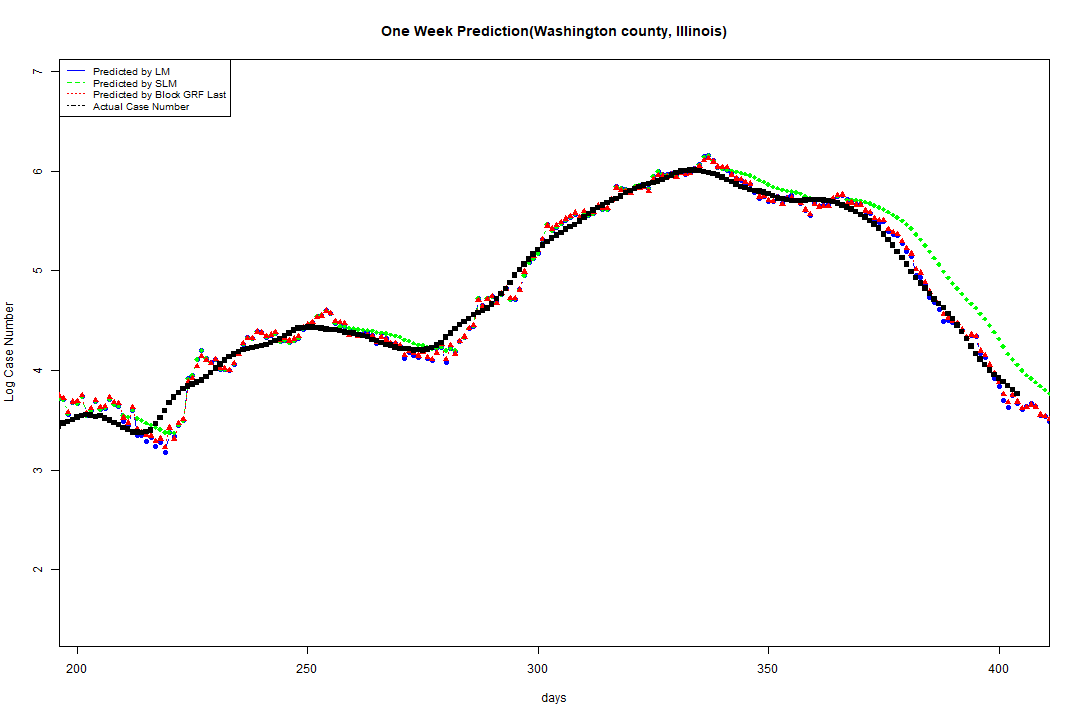 One Week Prediction(Washington county, Illinois)
Predicted by LM
Predicted by SLM
Predicted by Block GRF Last
Actual Case Number
7
6
5
4
3
2
Log Case Number
200 250 300 350 400
days